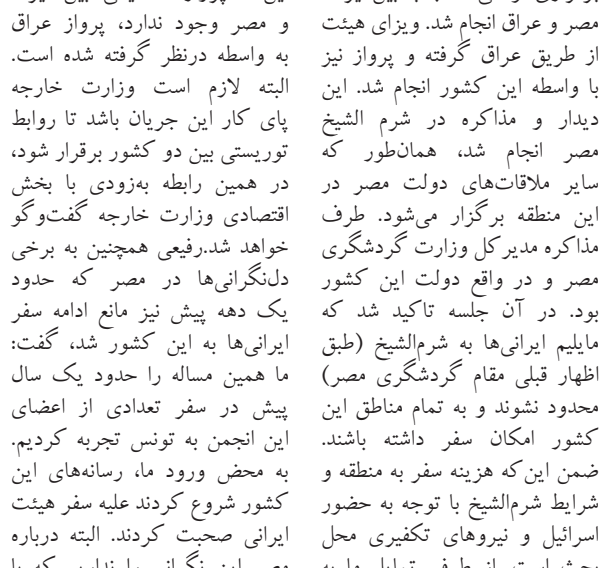 مصر و عراق انجام شد. ویزای هیئت
از طریق عراق گرفته و پرواز نیز
با واسطه این کشور انجام شد. این
دیدار و مذاکره در شرم الشیخ
مصر انجام شد، همان‌طور که
سایر ملاقات‌های دولت مصر در
این منطقه برگزار می‌شود. طرف
مذاکره مدیرکل وزارت گردشگری
مصر و در واقع دولت این کشور
بود. در آن جلسه تاکید شد که
مایلیم ایرانی‌ها به شرم‌الشیخ (طبق
اظهار قبلی مقام گردشگری مصر)
محدود نشوند و به تمام مناطق این
کشور امکان سفر داشته باشند.
ضمن این‌که هزینه سفر به منطقه و
شرایط شرم‌الشیخ با توجه به حضور
اسرائیل و نیروهای تکفیری محل
و مصر وجود ندارد، پرواز عراق
به واسطه درنظر گرفته شده است.
البته لازم است وزارت خارجه
پای کار این جریان باشد تا روابط
توریستی بین دو کشور برقرار شود،
در همین رابطه به‌زودی با بخش
اقتصادی وزارت خارجه گفت‌وگو
خواهد شد.رفیعی همچنین به برخی
دل‌نگرانی‌ها در مصر که حدود
یک دهه پیش نیز مانع ادامه سفر
ایرانی‌ها به این کشور شد، گفت:
ما همین مساله را حدود یک سال
پیش در سفر تعدادی از اعضای
این انجمن به تونس تجربه کردیم.
به محض ورود ما، رسانه‌های این
کشور شروع کردند علیه سفر هیئت
ایرانی صحبت کردند. البته درباره